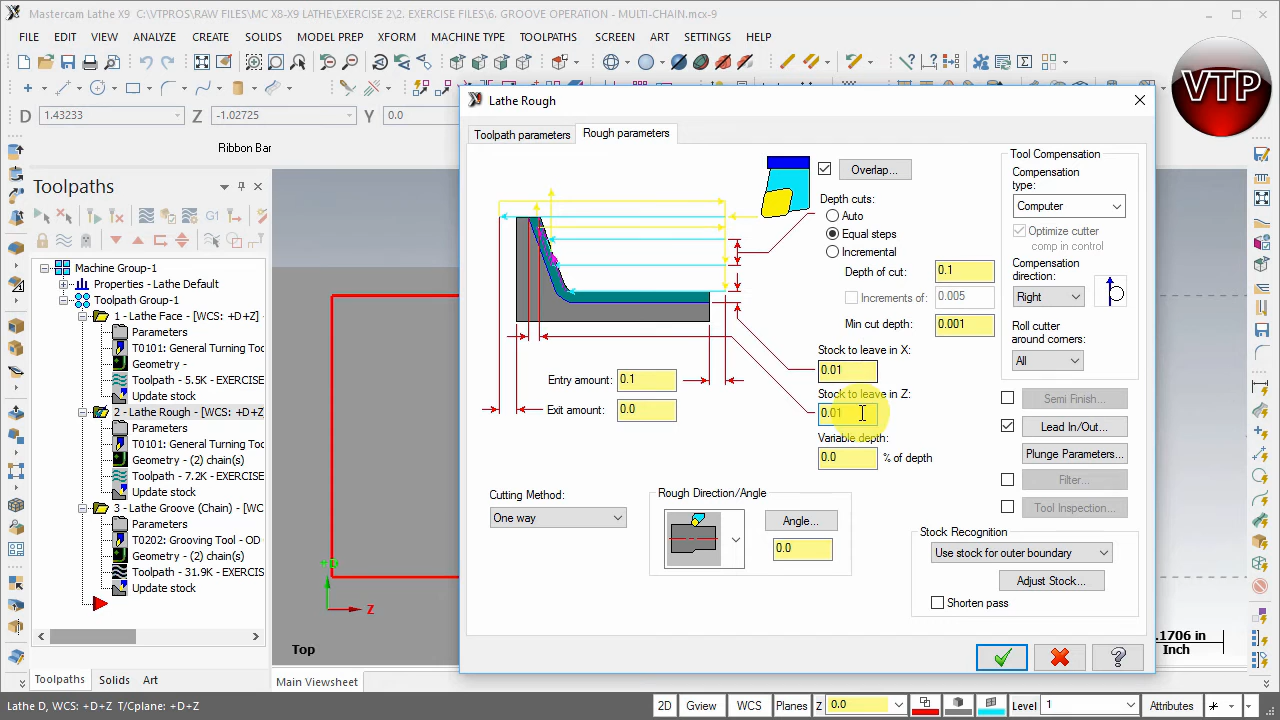 Mastercam Lathe X9 C:\VTPROS\RAW FILES\MC X8-X9 LATHE\EXERCISE 2\2. EXERCISE FILES\6. GROOVE OPERATION - MULTI-CHAIN.mcx-9
FILE EDIT VIEW ANALYZE CREATE SOLIDS MODEL PREP XFORM MACHINE TYPE TOOLPATHS SCREEN ART SETTINGS HELP
VTP
D 1.43233 Z -1.02725 Y 0.0
Ribbon Bar
Toolpaths
G1
Machine Group-1
Properties - Lathe Default
Toolpath Group-1
1 - Lathe Face - [WCS: +D+Z]
Parameters
T0101: General Turning Too
Geometry -
Toolpath - 5.5K - EXERCISE
Update stock
2 - Lathe Rough - [WCS: +D+Z
Parameters
T0101: General Turning Too
Geometry - (2) chain(s)
Toolpath - 7.2K - EXERCISE
Update stock
3 - Lathe Groove (Chain) - [WC
Parameters
T0202: Grooving Tool - OD
Geometry - (2) chain(s)
Toolpath - 31.9K - EXERCIS
Update stock
Toolpaths Solids Art
+D
Z
Top
Main Viewsheet
.1706 in
Inch
Lathe Rough
Toolpath parameters Rough parameters
Overlap...
Depth cuts:
Auto
Equal steps
Incremental
Depth of cut: 0.1
Increments of: 0.005
Min cut depth: 0.001
Stock to leave in X:
0.01
Stock to leave in Z:
0.01
Variable depth:
0.0 % of depth
Entry amount: 0.1
Exit amount: 0.0
Cutting Method:
One way
Rough Direction/Angle
Angle...
0.0
Tool Compensation
Compensation
type:
Computer
Optimize cutter
comp in control
Compensation
direction:
Right
Roll cutter
around corners:
All
Semi Finish...
Lead In/Out...
Plunge Parameters...
Filter...
Tool Inspection...
Stock Recognition
Use stock for outer boundary
Adjust Stock...
Shorten pass
Lathe D, WCS: +D+Z T/Cplane: +D+Z
2D Gview WCS Planes Z 0.0 Level 1 Attributes